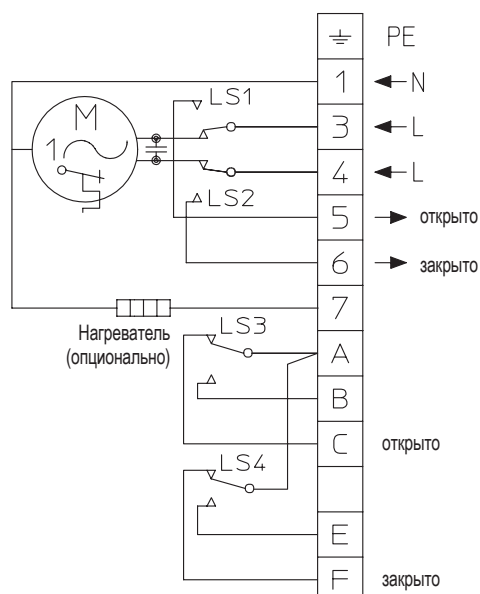 PE
1 N
LS1
M
1
3 L
4 L
LS2
5 открыто
6 закрыто
7
Нагреватель
(опционально)
LS3
A
B
C открыто
LS4
E
F закрыто